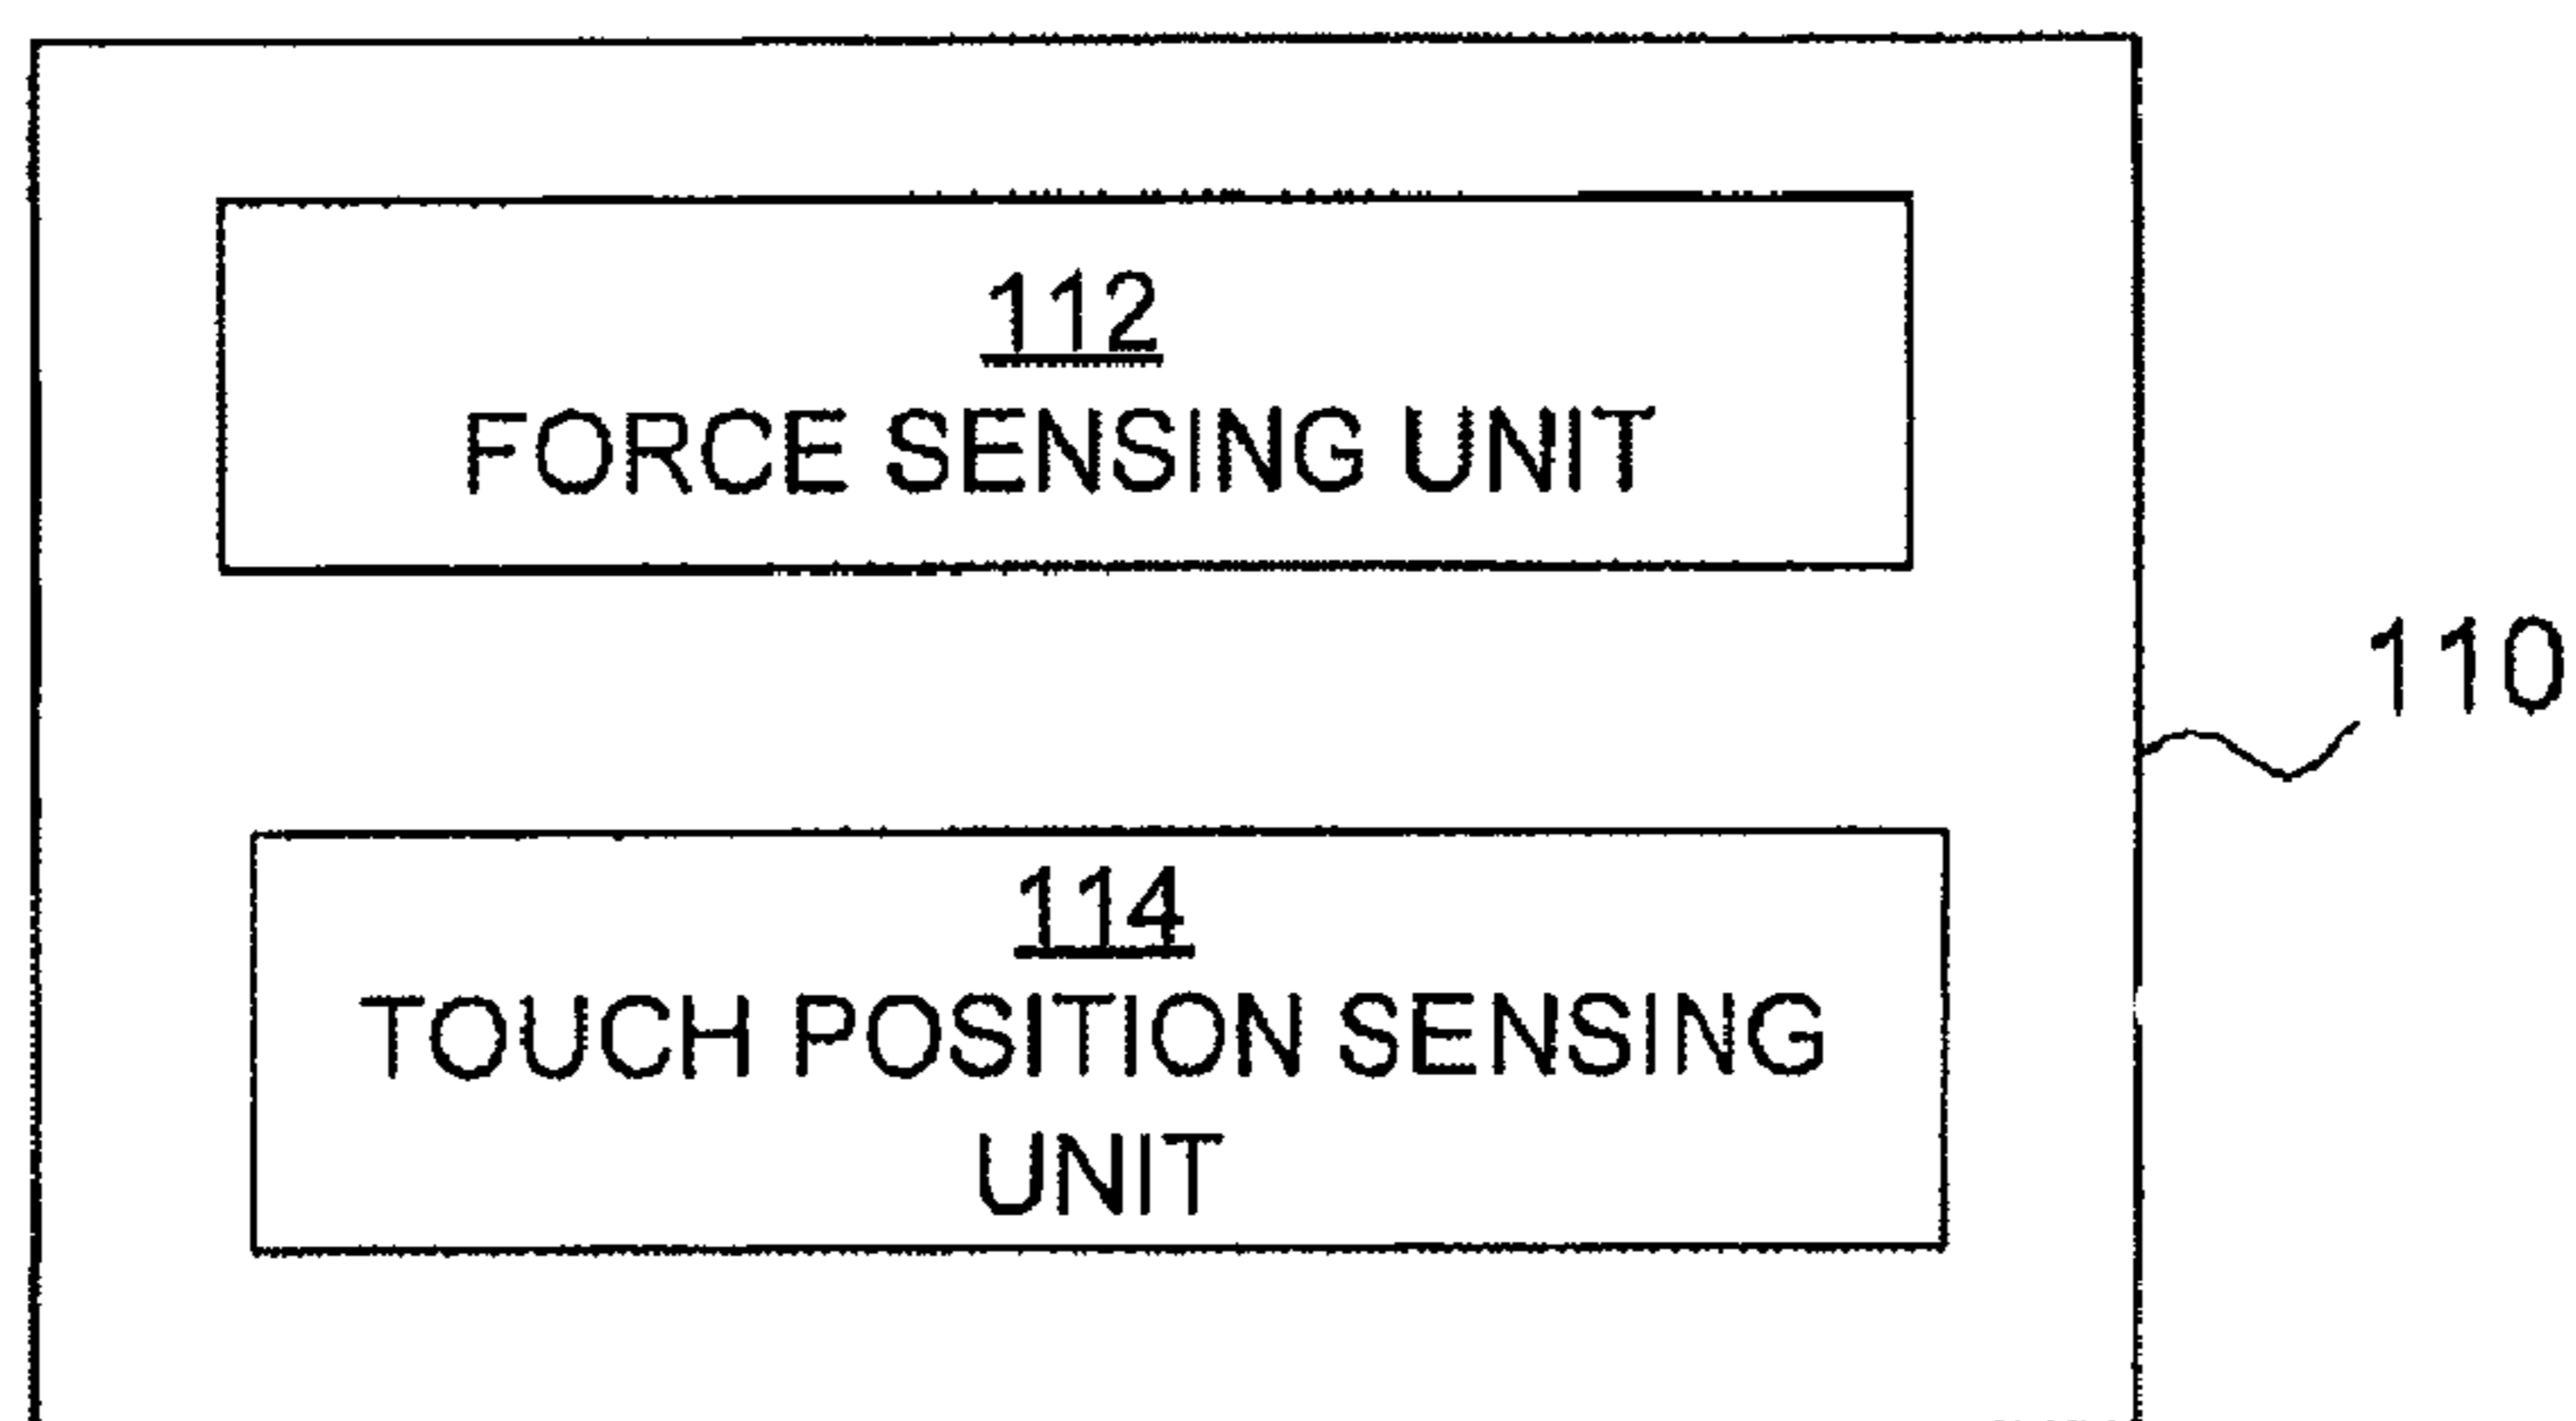 112
FORCE SENSING UNIT
110
114
TOUCH POSITION SENSING
UNIT